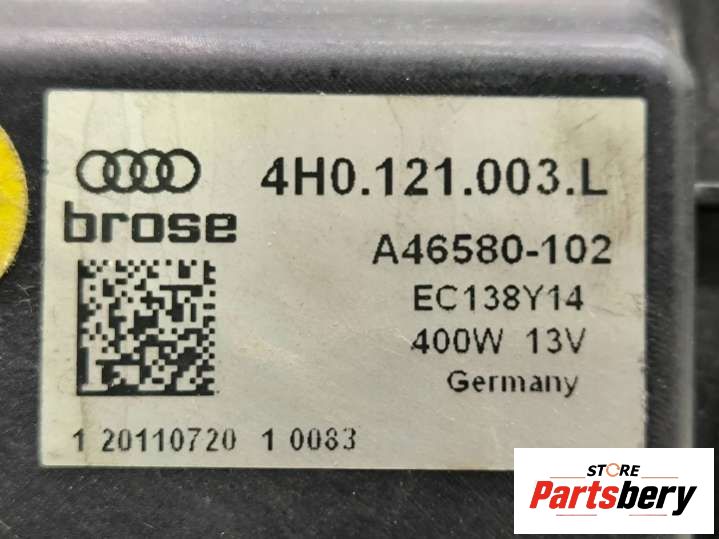 4H0.121.003.L
brose
A46580-102
EC138Y14
400W 13V
Germany
1 20110720 1 0083
STORE
Partsbery